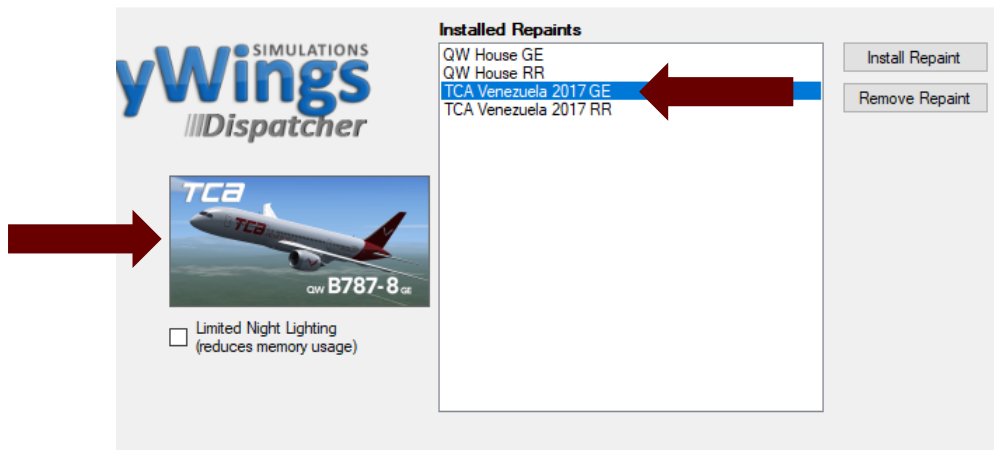 Installed Repaints
yWings
SIMULATIONS
Dispatcher
QW House GE
QW House RR
TCA Venezuela 2017 GE
TCA Venezuela 2017 RR
Install Repaint
Remove Repaint
TCA
TCA
QW B787-8 GE
Limited Night Lighting
(reduces memory usage)